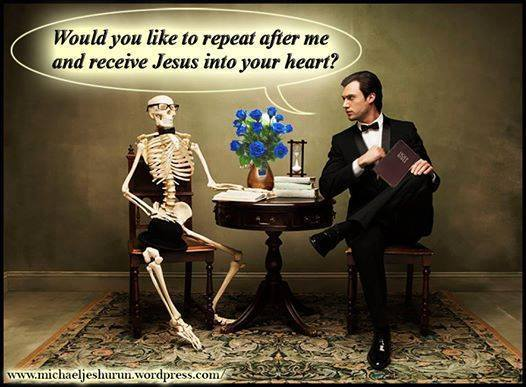 Would you like to repeat after me
and receive Jesus into your heart?
www.michaeljeshurun.wordpress.com/